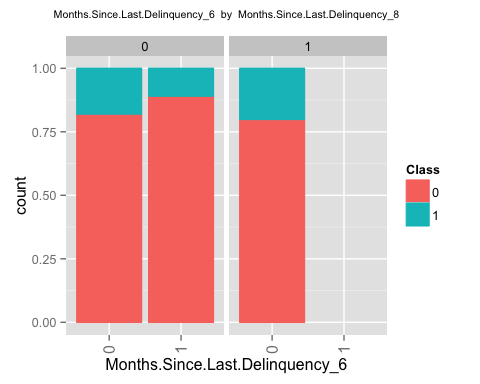 Months.Since.Last.Delinquency_6 by Months.Since.Last.Delinquency_8
0 1
1.00
0.75
0.50
0.25
0.00
count
0 1 0 1
Months.Since.Last.Delinquency_6
Class
0
1